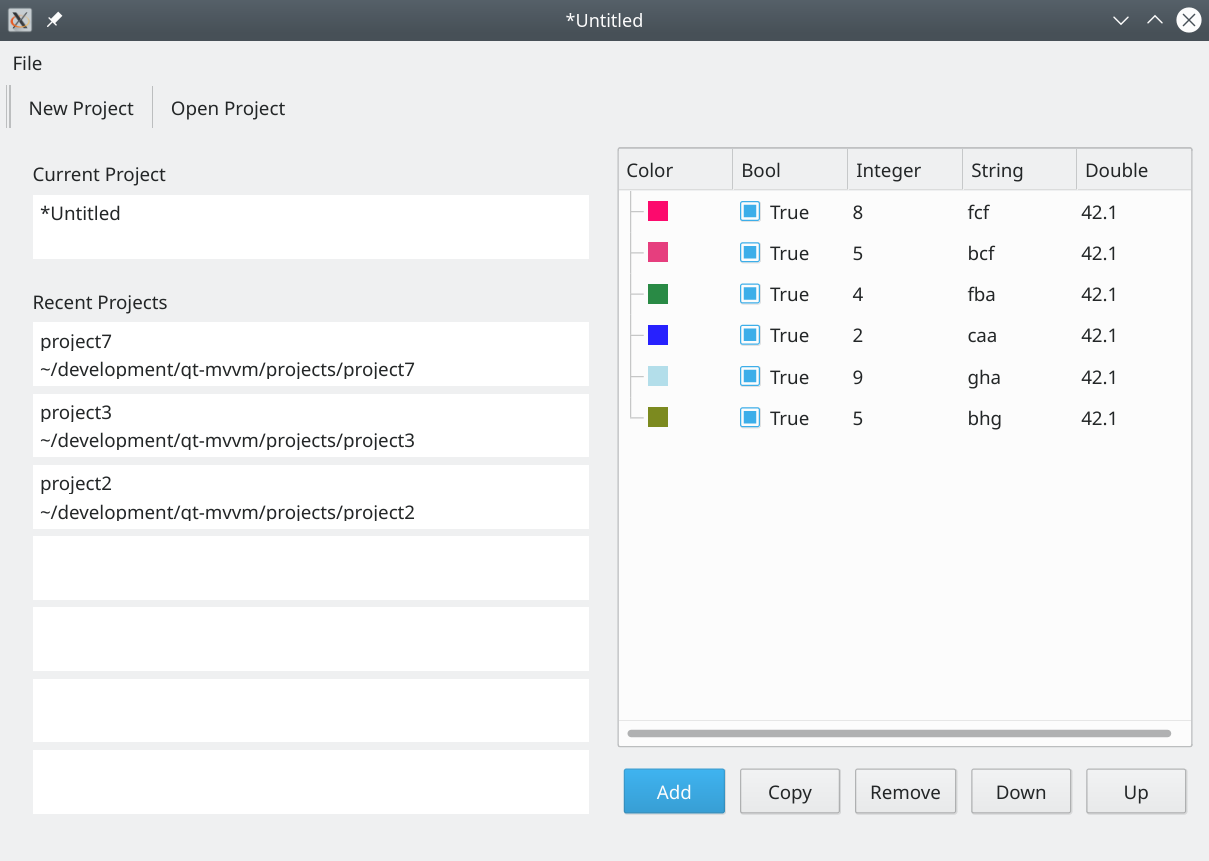 *Untitled
File
New Project
Open Project
Current Project
*Untitled
Recent Projects
project7
~/development/qt-mvvm/projects/project7
project3
~/development/qt-mvvm/projects/project3
project2
~/development/qt-mvvm/projects/project2
Color Bool Integer String Double
True 8 fcf 42.1
True 5 bcf 42.1
True 4 fba 42.1
True 2 caa 42.1
True 9 gha 42.1
True 5 bhg 42.1
Add Copy Remove Down Up